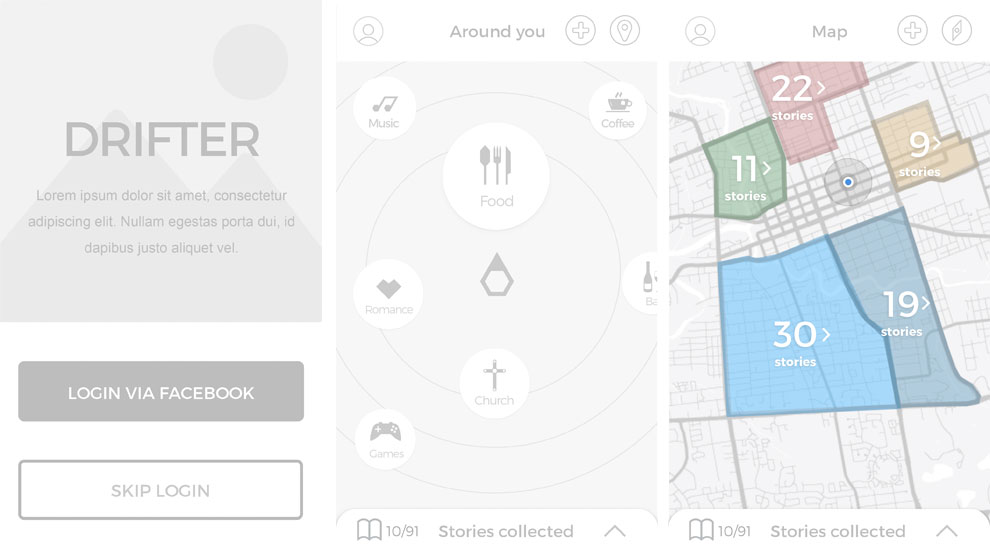 DRIFTER
Lorem ipsum dolor sit amet, consectetur
adipiscing elit. Nullam egestas porta dui, id
dapibus justo aliquet vel.
LOGIN VIA FACEBOOK
SKIP LOGIN
Around you
Music
Coffee
Food
Romance
Ba
Church
Games
10/91 Stories collected
Map
22
stories
9
stories
11
stories
19
stories
30
stories
10/91 Stories collected